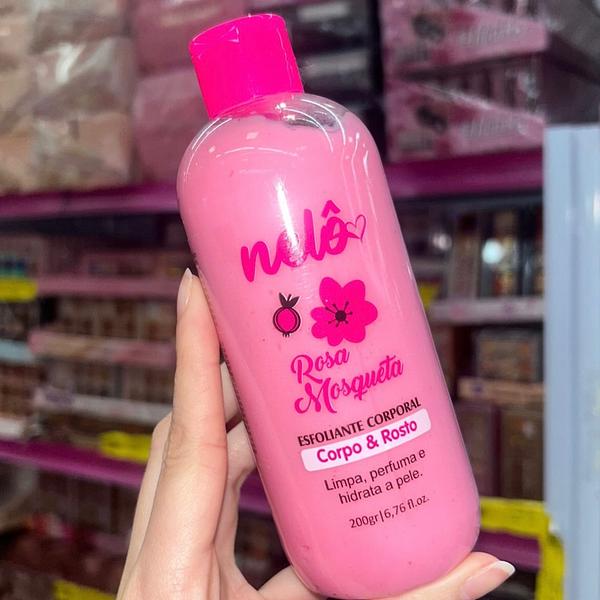 nelô
Rosa
Mosqueta
ESFOLIANTE CORPORAL
Corpo & Rosto
Limpa, perfuma e
hidrata a pele.
200gr|6,76 fl.oz.